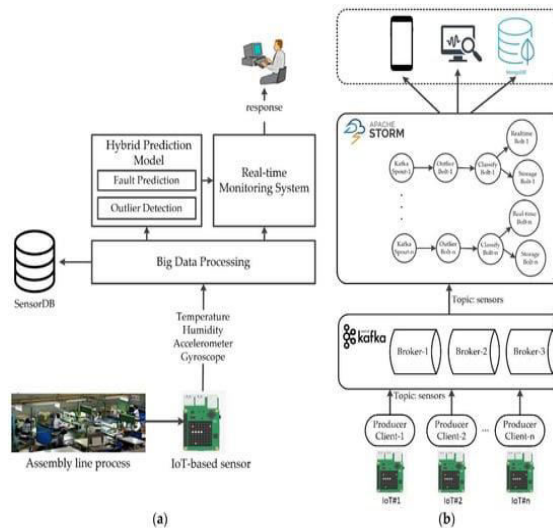 response
Hybrid Prediction
Model
Fault Prediction
Outlier Detection
Real-time
Monitoring System
Big Data Processing
SensorDB
Temperature
Humidity
Accelerometer
Gyroscope
Assembly line process
IoT-based sensor
(a)
mongoDB
APACHE
STORM
Kafka
Spout-1
Outlier
Bolt-1
Classify
Bolt-1
Realtime
Bolt-1
Storage
Bolt-1
Kafka
Spout-n
Outlier
Bolt-n
Classify
Bolt-n
Real-time
Bolt-n
Storage
Bolt-n
Topic: sensors
kafka
Broker-1
Broker-2
Broker-3
Topic: sensors
Producer
Client-1
Producer
Client-2
...
Producer
Client-n
IoT#1
IoT#2
IoT#n
(b)